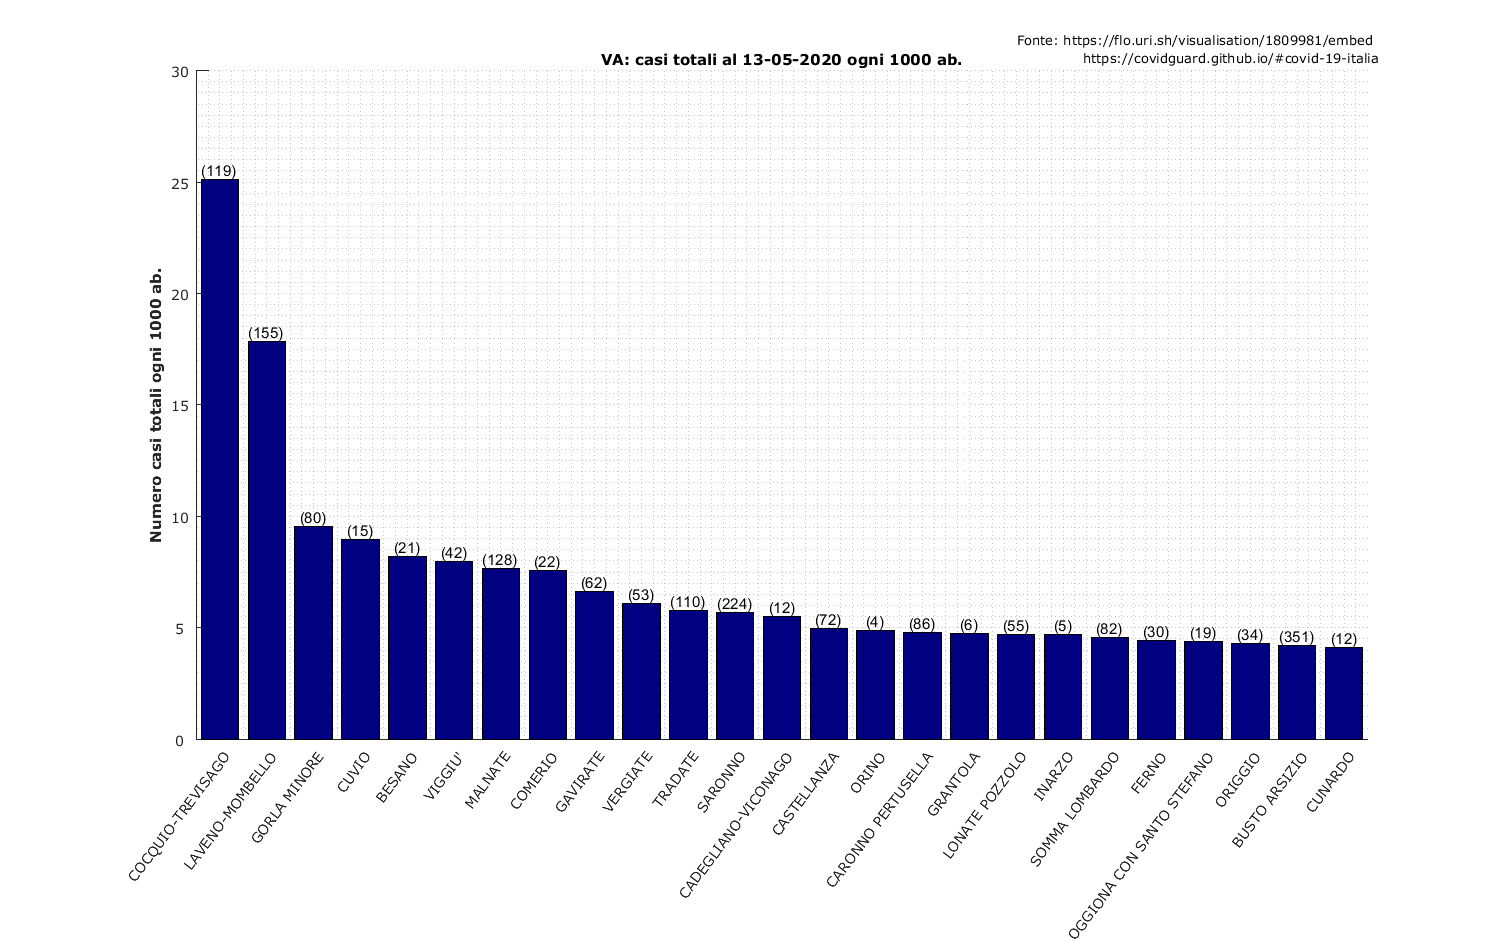 Fonte: https://flo.uri.sh/visualisation/1809981/embed
https://covidguard.github.io/#covid-19-italia
VA: casi totali al 13-05-2020 ogni 1000 ab.
Numero casi totali ogni 1000 ab.
30
25
20
15
10
5
0
(119)
(155)
(80)
(15)
(21)
(42)
(128)
(22)
(62)
(53)
(110)
(224)
(12)
(72)
(4)
(86)
(6)
(55)
(5)
(82)
(30)
(19)
(34)
(351)
(12)
COCQUIO-TREVISAGO
LAVENO-MOMBELLO
GORLA MINORE
CUVIO
BESANO
VIGGIU'
MALNATE
COMERIO
GAVIRATE
VERGIATE
TRADATE
SARONNO
CADEGLIANO-VICONAGO
CASTELLANZA
ORINO
CARONNO PERTUSELLA
GRANTOLA
LONATE POZZOLO
INARZO
SOMMA LOMBARDO
FERNO
OGGIONA CON SANTO STEFANO
ORIGGIO
BUSTO ARSIZIO
CUNARDO